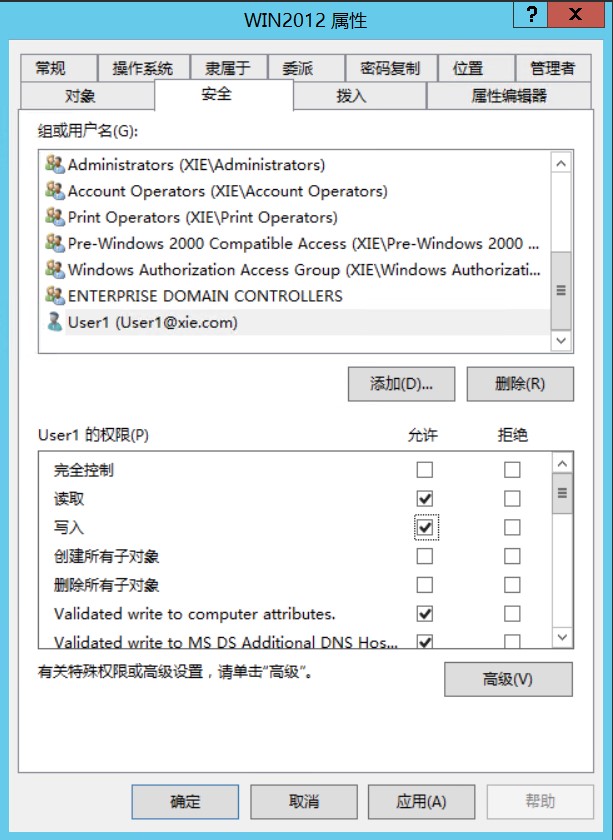 WIN2012 属性
?
x
常规 操作系统 隶属于 委派 密码复制 位置 管理者
对象 安全 拨入 属性编辑器
组或用户名(G):
Administrators (XIE\Administrators)
Account Operators (XIE\Account Operators)
Print Operators (XIE\Print Operators)
Pre-Windows 2000 Compatible Access (XIE\Pre-Windows 2000 ...
Windows Authorization Access Group (XIE\Windows Authorizati...
ENTERPRISE DOMAIN CONTROLLERS
User1 (User1@xie.com)
添加(D)... 删除(R)
User1 的权限(P) 允许 拒绝
完全控制
读取
写入
创建所有子对象
删除所有子对象
Validated write to computer attributes.
Validated write to MS DS Additional DNS Hos...
有关特殊权限或高级设置，请单击“高级”。
高级(V)
确定 取消 应用(A) 帮助